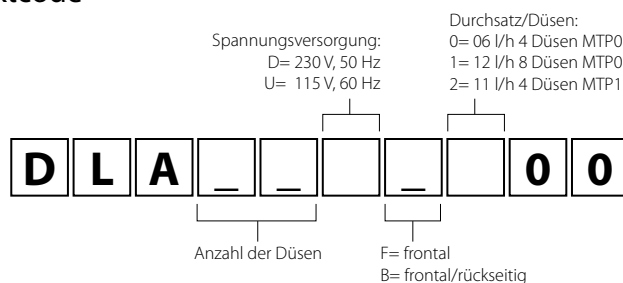 Spannungsversorgung:
D= 230 V, 50 Hz
U= 115 V, 60 Hz
Durchsatz/Düsen:
0= 06 l/h 4 Düsen MTP0
1= 12 l/h 8 Düsen MTP0
2= 11 l/h 4 Düsen MTP1
D L A _ _ _ 0 0
Anzahl der Düsen
F= frontal
B= frontal/rückseitig